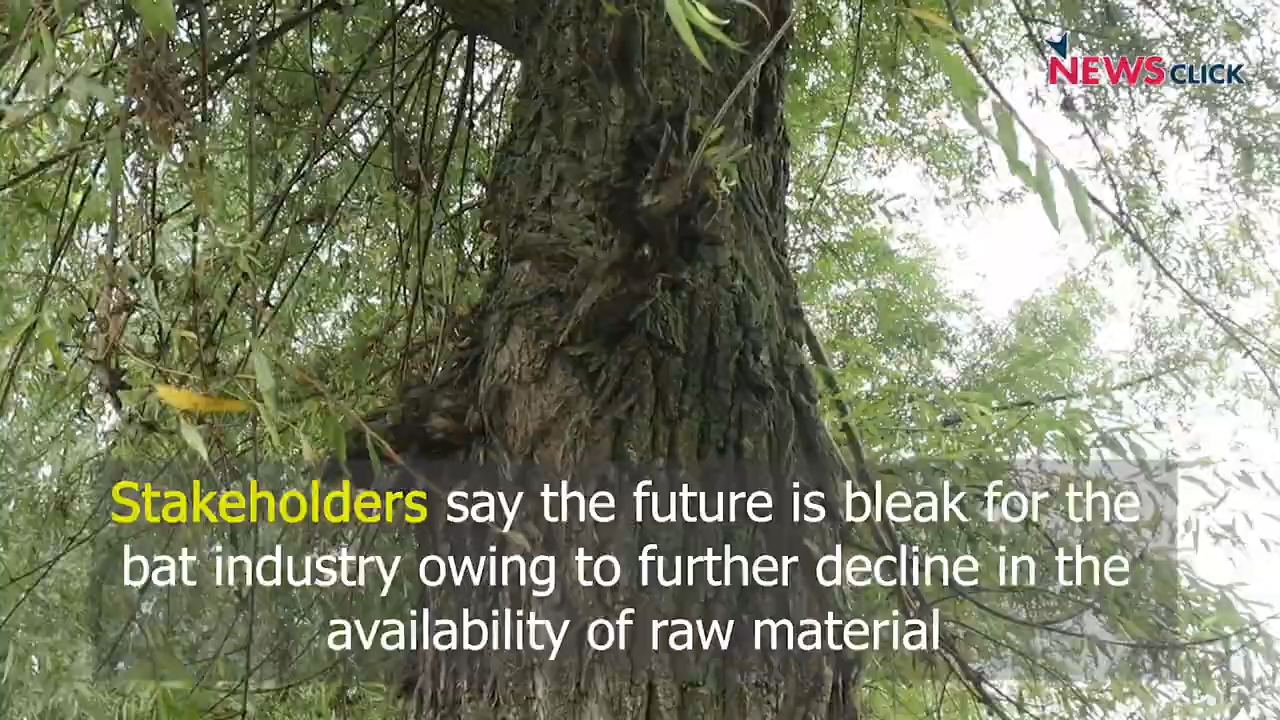 NEWSCLICK
Stakeholders say the future is bleak for the
bat industry owing to further decline in the
availability of raw material